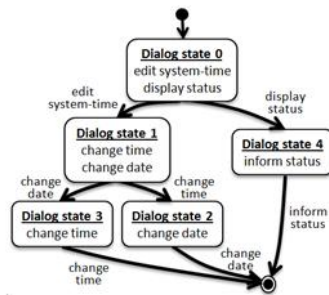 Dialog state 0
edit system-time
display status
edit
system-time
display
status
Dialog state 1
change time
change date
Dialog state 4
inform status
change
date
change
time
Dialog state 3
change time
Dialog state 2
change date
inform
status
change
time
change
date